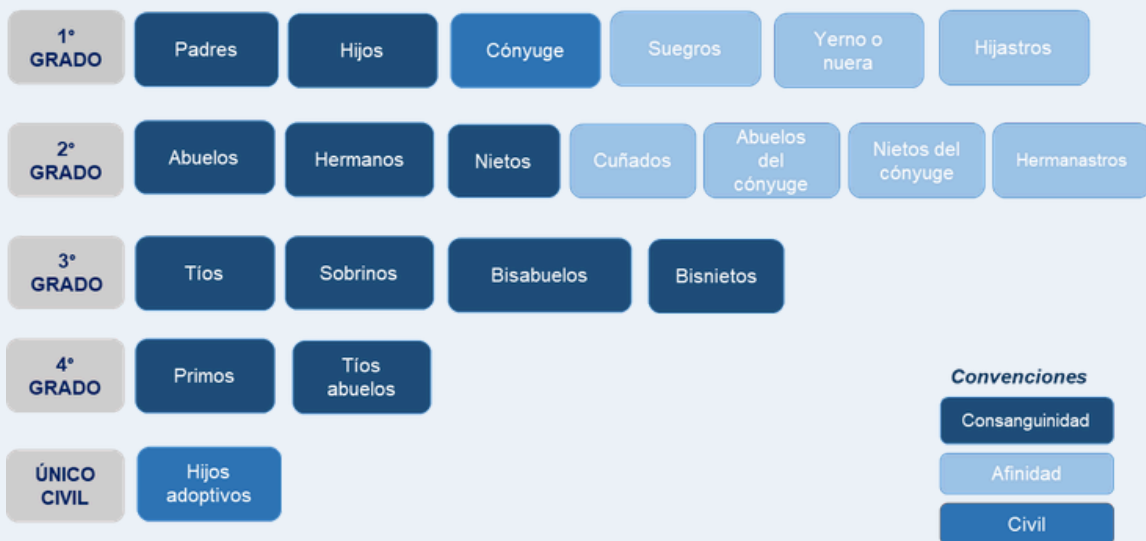 1°
GRADO
Padres
Hijos
Cónyuge
Suegros
Yerno o
nuera
Hijastros
2°
GRADO
Abuelos
Hermanos
Nietos
Cuñados
Abuelos
del
cónyuge
Nietos del
cónyuge
Hermanastros
3°
GRADO
Tíos
Sobrinos
Bisabuelos
Bisnietos
4°
GRADO
Primos
Tíos
abuelos
ÚNICO
CIVIL
Hijos
adoptivos
Convenciones
Consanguinidad
Afinidad
Civil